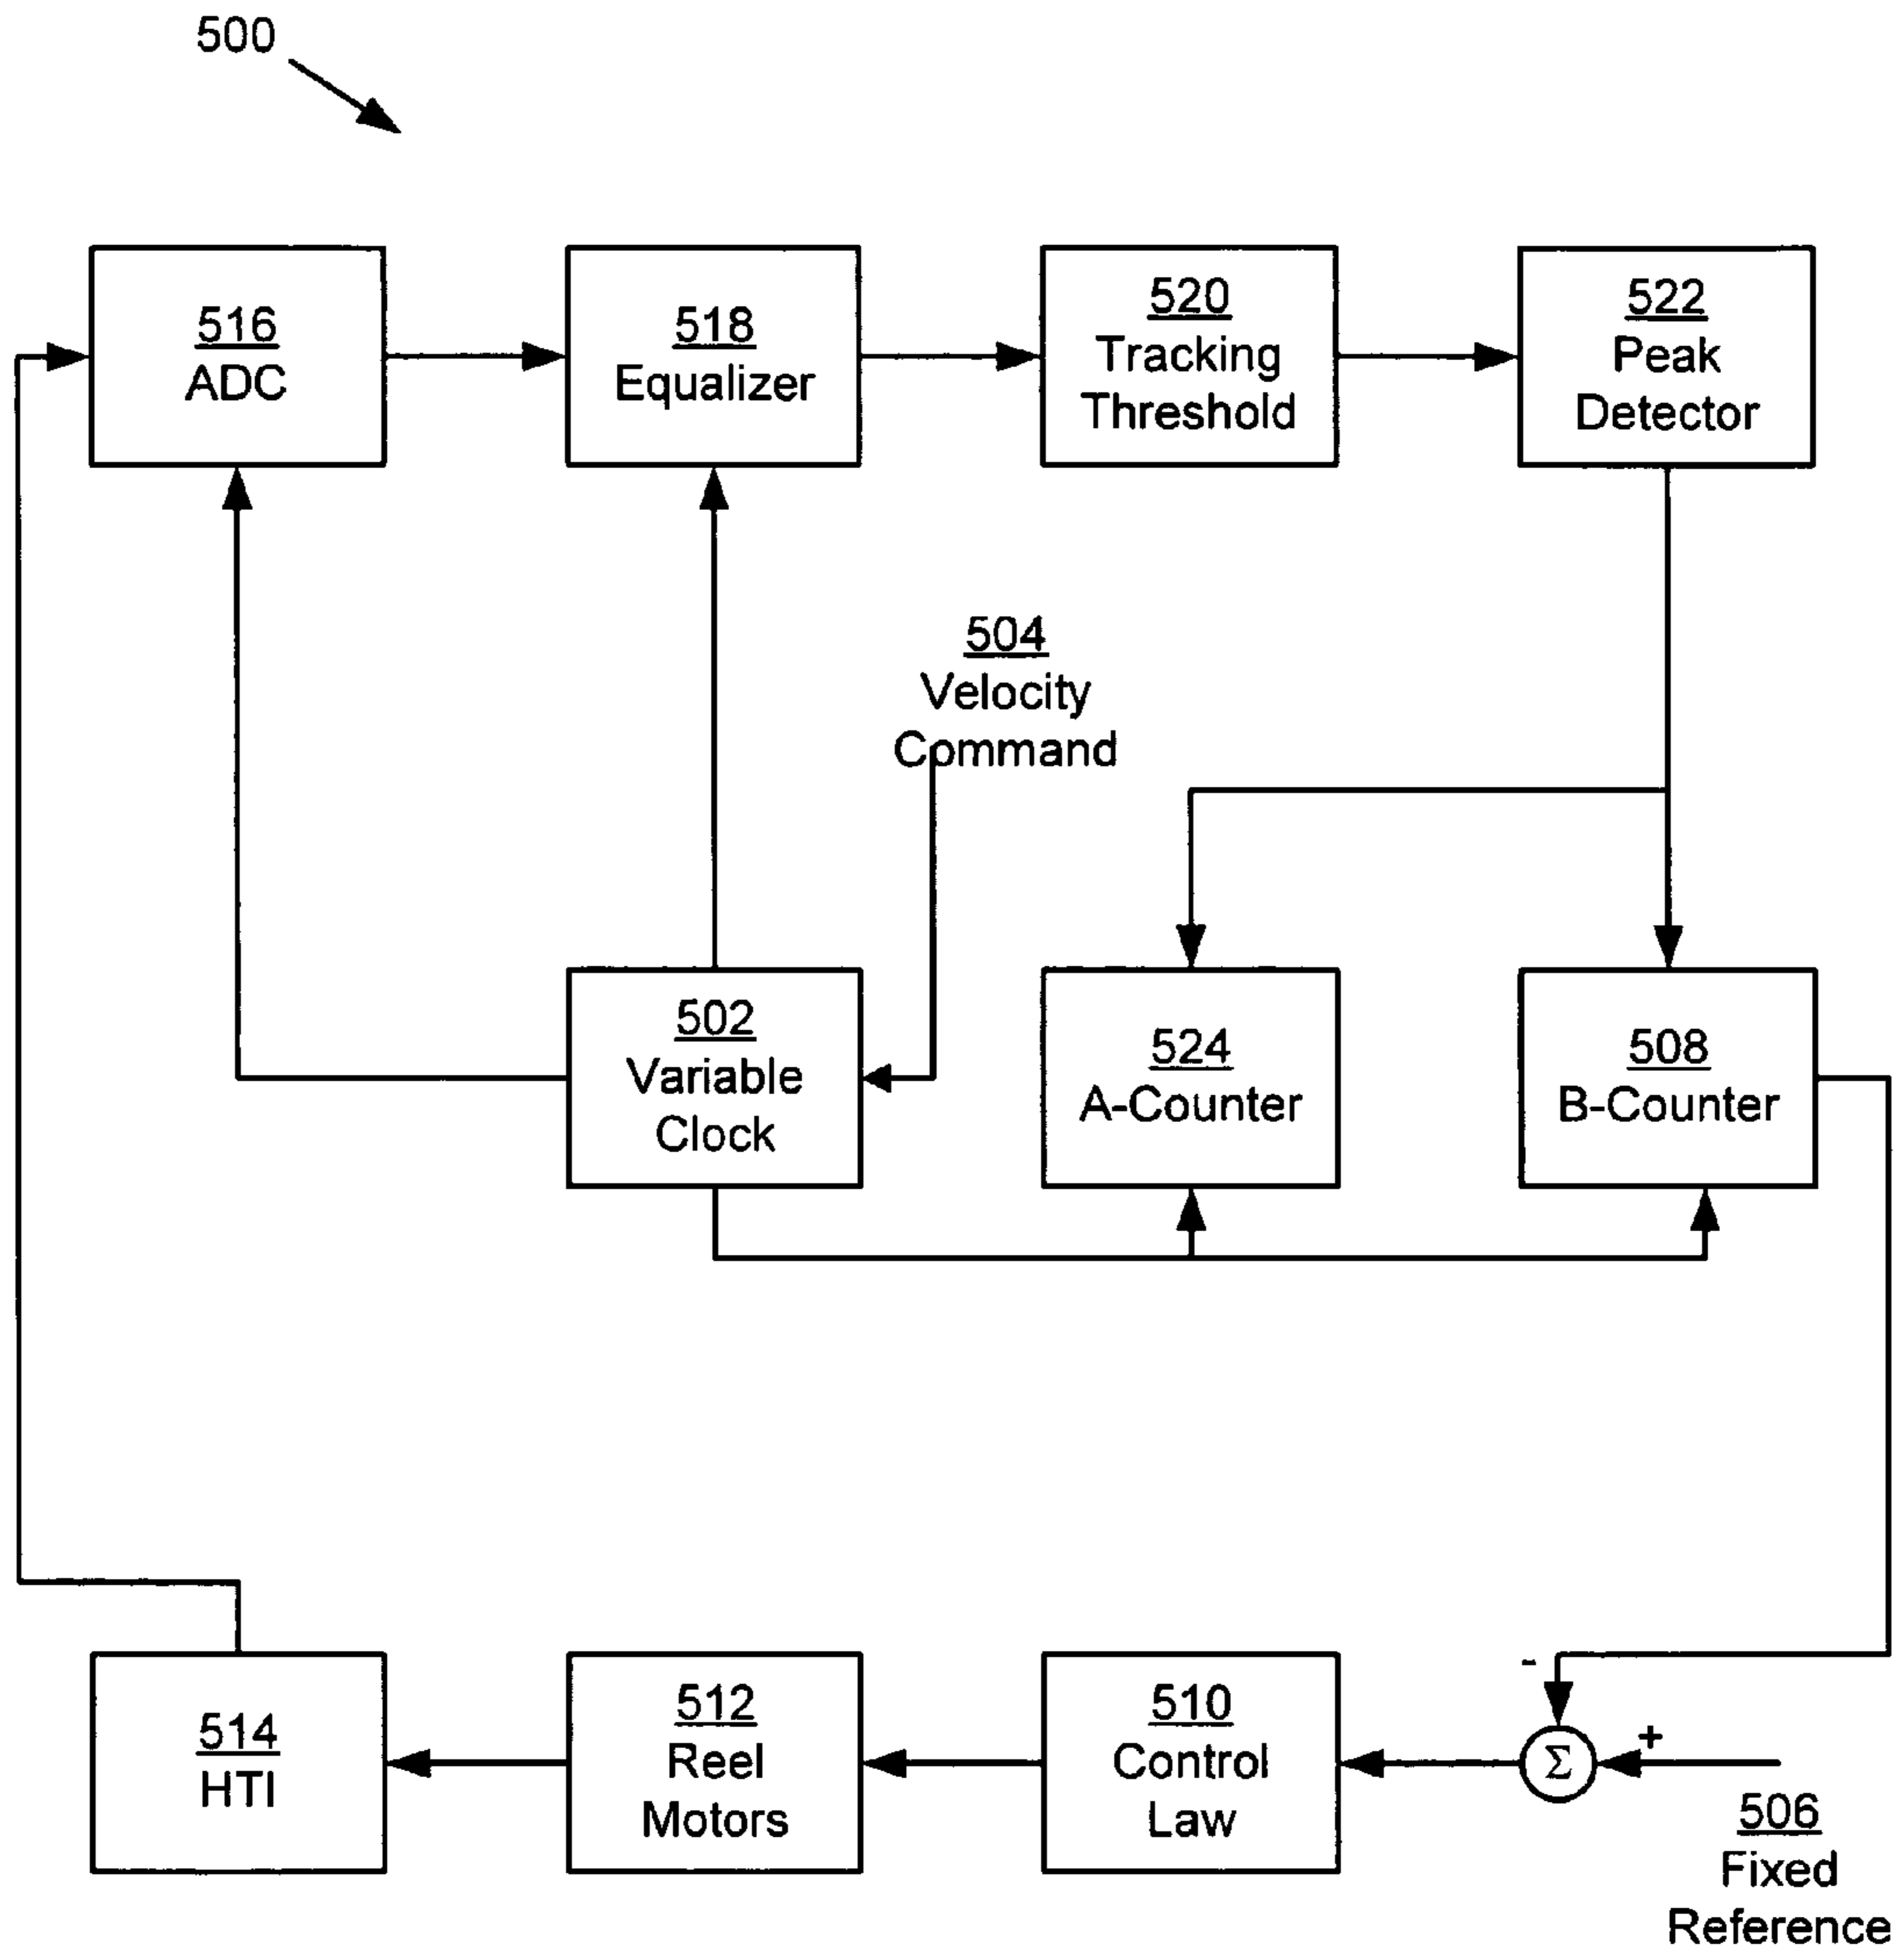 500
516
ADC
518
Equalizer
520
Tracking
Threshold
522
Peak
Detector
504
Velocity
Command
502
Variable
Clock
524
A-Counter
508
B-Counter
514
HTI
512
Reel
Motors
510
Control
Law
-
Σ
+
506
Fixed
Reference